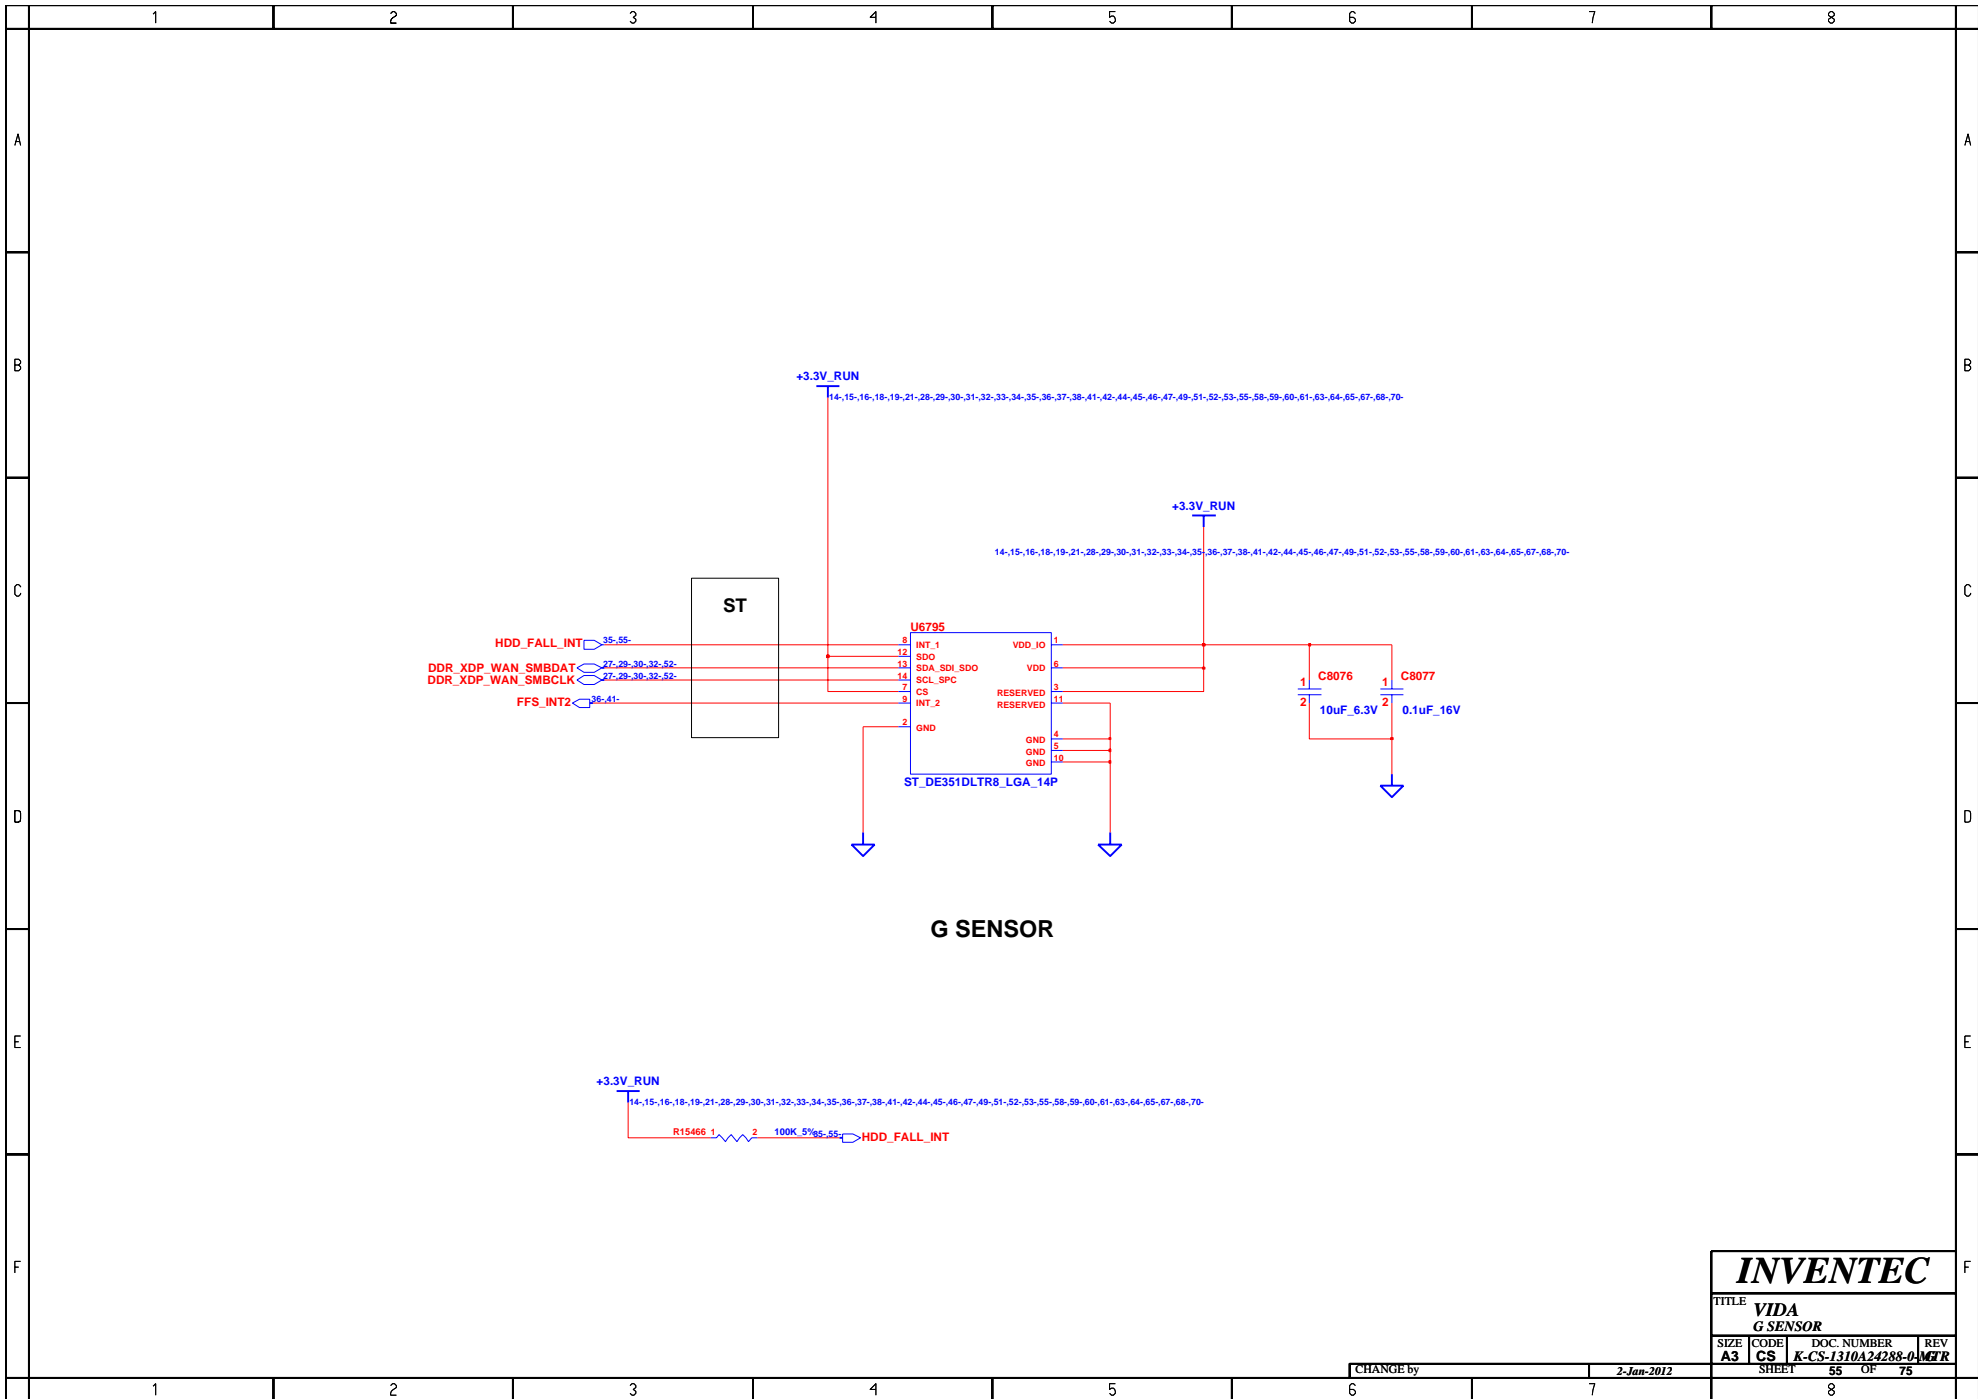 1 2 3 4 5 6 7 8
A A
B B
+3.3V_RUN
14-,15-,16-,18-,19-,21-,28-,29-,30-,31-,32-,33-,34-,35-,36-,37-,38-,41-,42-,44-,45-,46-,47-,49-,51-,52-,53-,55-,58-,59-,60-,61-,63-,64-,65-,67-,68-,70-
+3.3V_RUN
14-,15-,16-,18-,19-,21-,28-,29-,30-,31-,32-,33-,34-,35-,36-,37-,38-,41-,42-,44-,45-,46-,47-,49-,51-,52-,53-,55-,58-,59-,60-,61-,63-,64-,65-,67-,68-,70-
C C
ST
U6795
HDD_FALL_INT 35-,55- 8 INT_1 VDD_IO 1
12 SDO
DDR_XDP_WAN_SMBDAT 27-,29-,30-,32-,52- 13 SDA_SDI_SDO VDD 6
DDR_XDP_WAN_SMBCLK 27-,29-,30-,32-,52- 14 SCL_SPC
7 CS RESERVED 3
FFS_INT2 36-,41- 9 INT_2 RESERVED 11
1 C8076 1 C8077
2 10uF_6.3V 2 0.1uF_16V
2 GND
GND 4
GND 5
GND 10
ST_DE351DLTR8_LGA_14P
D D
G SENSOR
E E
+3.3V_RUN
14-,15-,16-,18-,19-,21-,28-,29-,30-,31-,32-,33-,34-,35-,36-,37-,38-,41-,42-,44-,45-,46-,47-,49-,51-,52-,53-,55-,58-,59-,60-,61-,63-,64-,65-,67-,68-,70-
R15466 1 2 100K_5% 35-,55- HDD_FALL_INT
F F
INVENTEC
TITLE VIDA
G SENSOR
SIZE CODE DOC. NUMBER REV
A3 CS K-CS-1310A24288-0-MTR
CHANGE by 2-Jan-2012 SHEET 55 OF 75
1 2 3 4 5 6 7 8